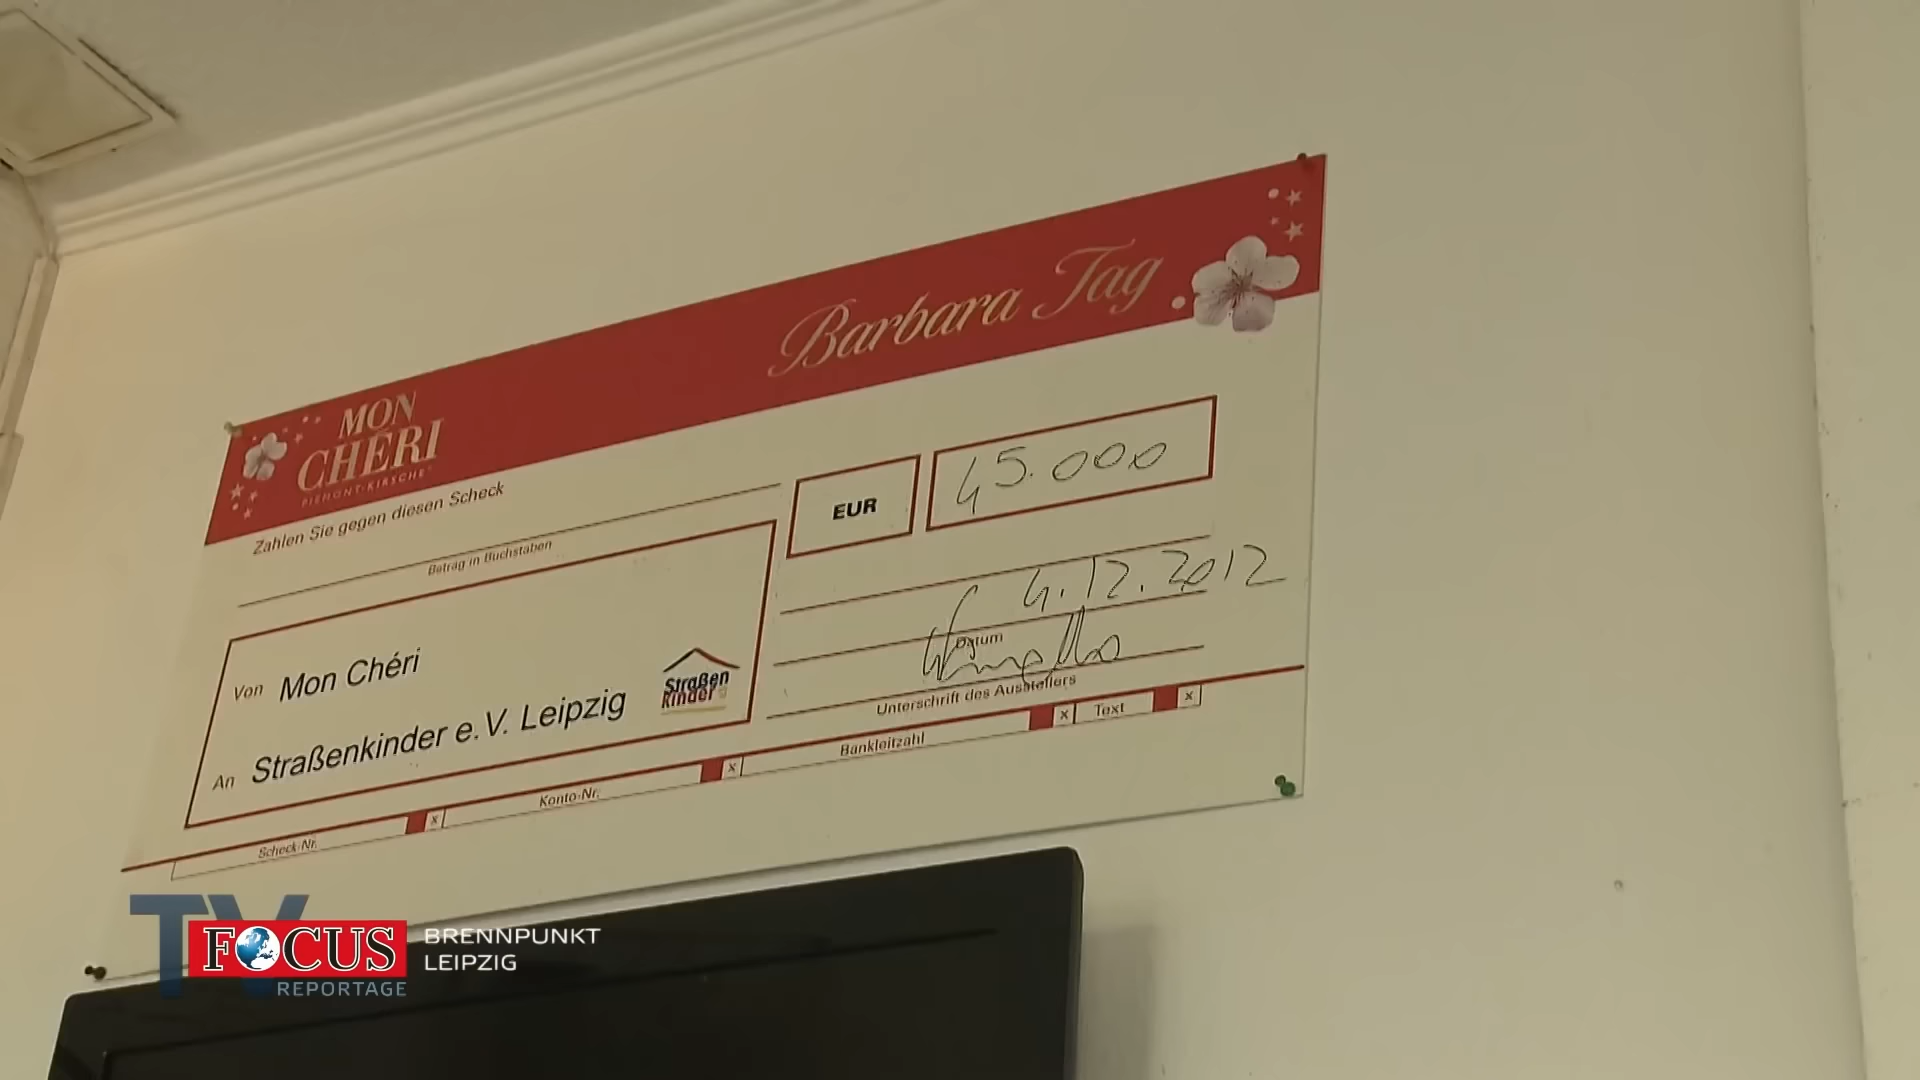 Barbara Tag
MON
CHÉRI
PIEMONT-KIRSCHE
Zahlen Sie gegen diesen Scheck
Betrag in Buchstaben
EUR
45.000
4.12.2012
Datum
Unterschrift des Ausstellers
Von Mon Chéri
An Straßenkinder e.V. Leipzig
Straßen
kinder
Scheck-Nr.
X
Konto-Nr.
X
Bankleitzahl
X
Text
X
TV
FOCUS
REPORTAGE
BRENNPUNKT
LEIPZIG